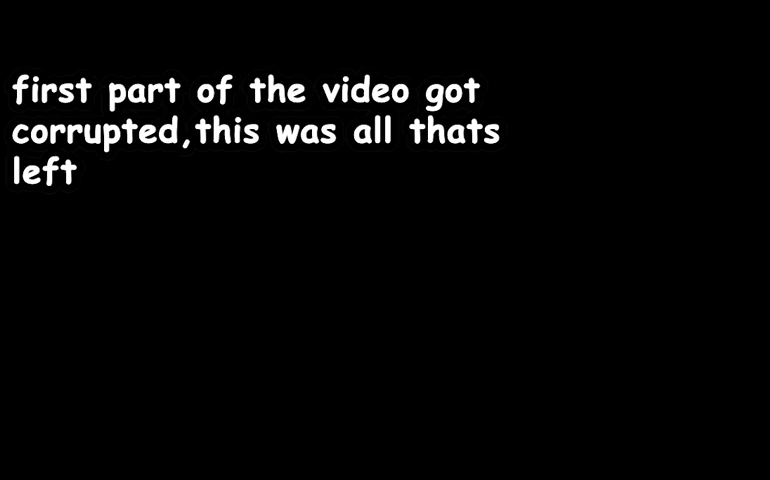 first part of the video got
corrupted,this was all thats
left